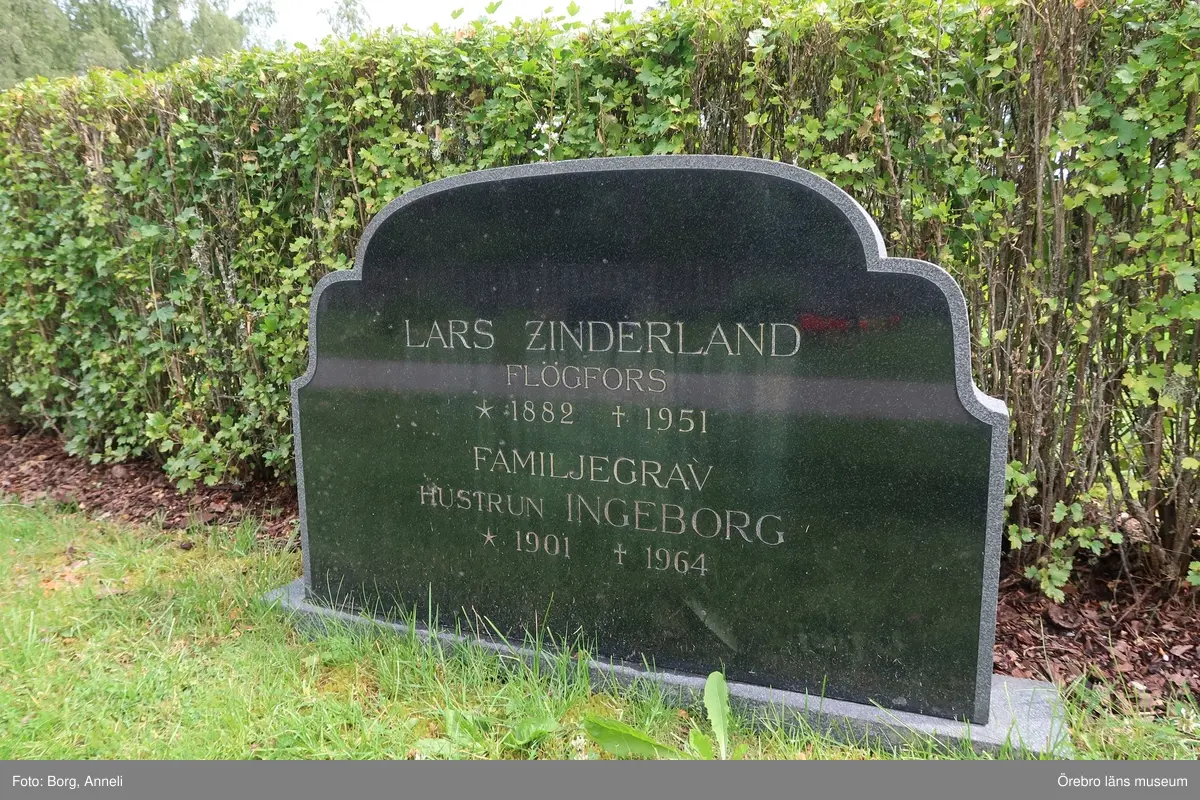 LARS ZINDERLAND
FLÖGFORS
* 1882 † 1951
FAMILJEGRAV
HUSTRUN INGEBORG
* 1901 † 1964
Foto: Borg, Anneli
Örebro läns museum